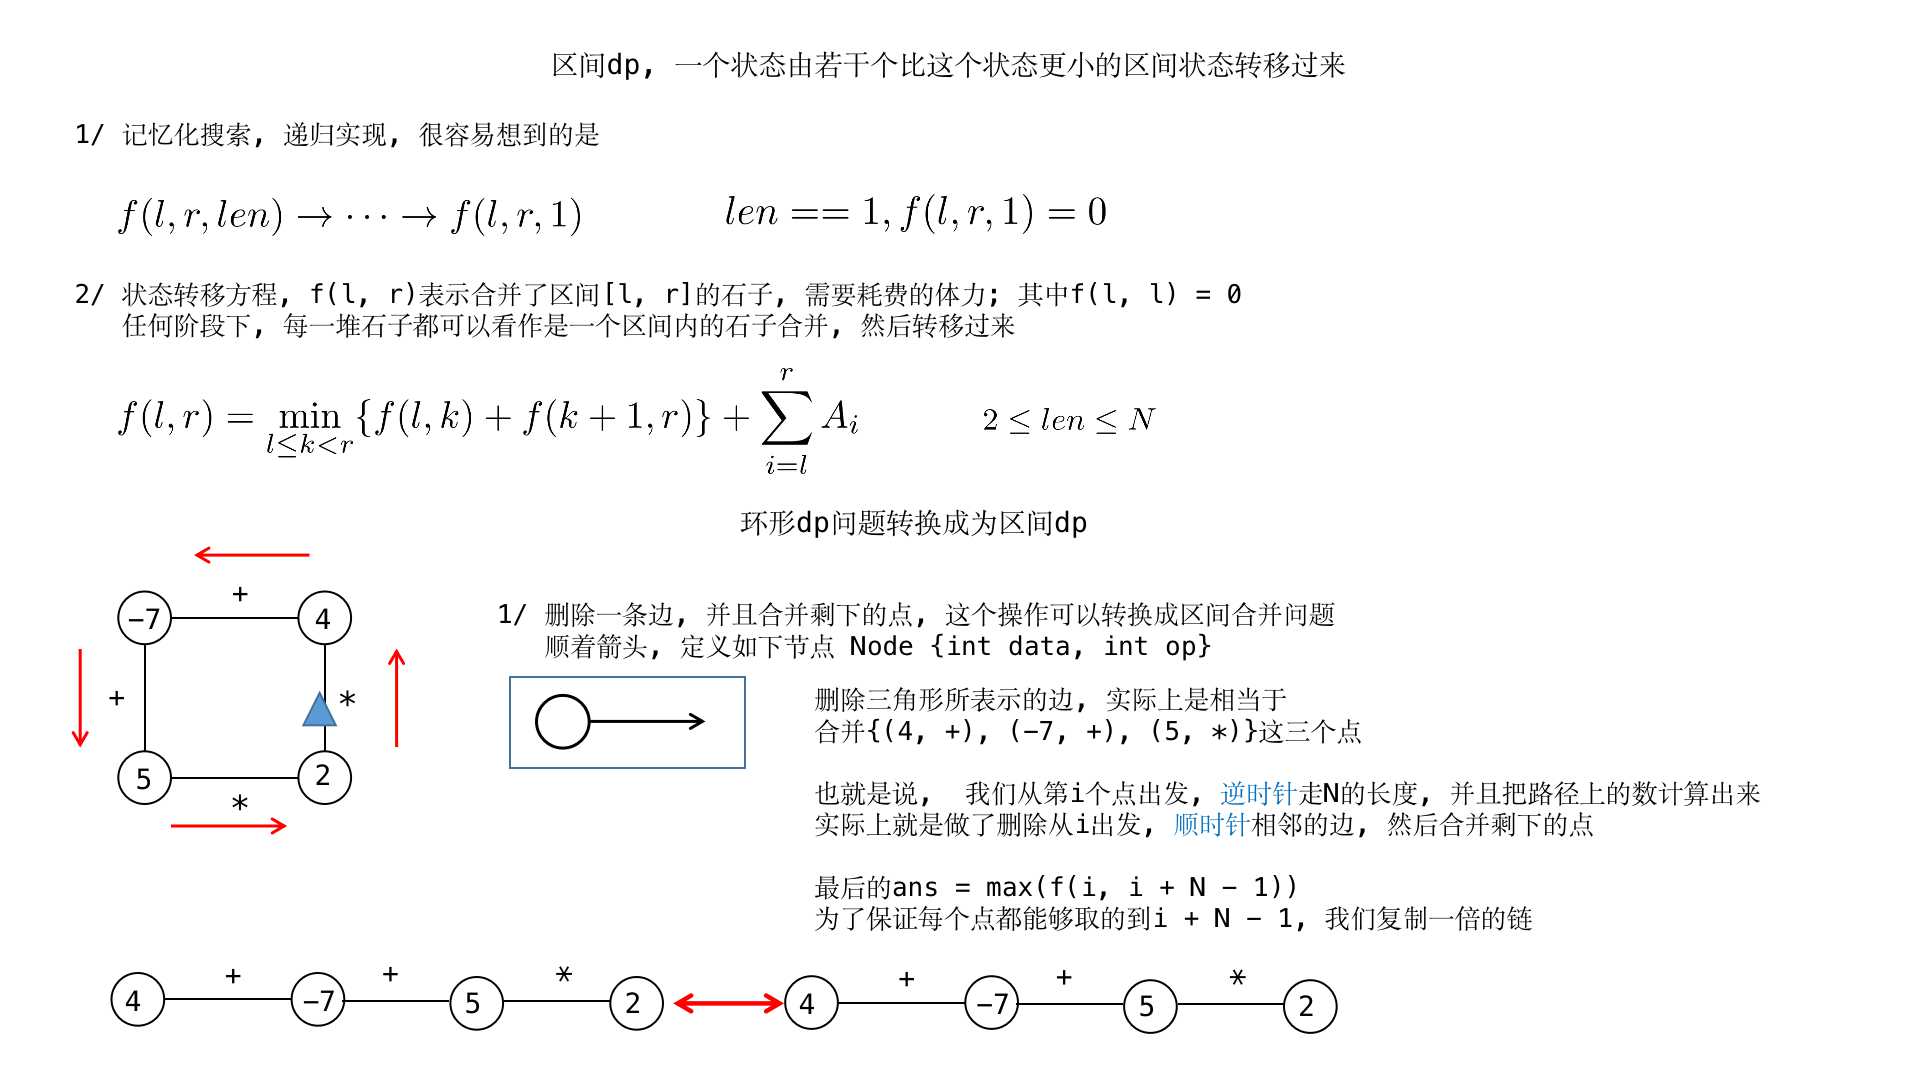 区间dp, 一个状态由若干个比这个状态更小的区间状态转移过来
1/ 记忆化搜索, 递归实现, 很容易想到的是
f(l, r, len) → ⋯ → f(l, r, 1)    len == 1, f(l, r, 1) = 0
2/ 状态转移方程, f(l, r)表示合并了区间[l, r]的石子, 需要耗费的体力; 其中f(l, l) = 0
任何阶段下, 每一堆石子都可以看作是一个区间内的石子合并, 然后转移过来
f(l, r) = min_{l≤k<r} {f(l, k) + f(k + 1, r)} + ∑_{i=l}^{r} A_i    2 ≤ len ≤ N
环形dp问题转换成为区间dp
+
−7 4
+ *
5 2
*
1/ 删除一条边, 并且合并剩下的点, 这个操作可以转换成区间合并问题
顺着箭头, 定义如下节点 Node {int data, int op}
删除三角形所表示的边, 实际上是相当于
合并{(4, +), (−7, +), (5, *)}这三个点
也就是说, 我们从第i个点出发, 逆时针走N的长度, 并且把路径上的数计算出来
实际上就是做了删除从i出发, 顺时针相邻的边, 然后合并剩下的点
最后的ans = max(f(i, i + N − 1))
为了保证每个点都能够取的到i + N − 1, 我们复制一倍的链
+ + * + + *
4 −7 5 2 4 −7 5 2